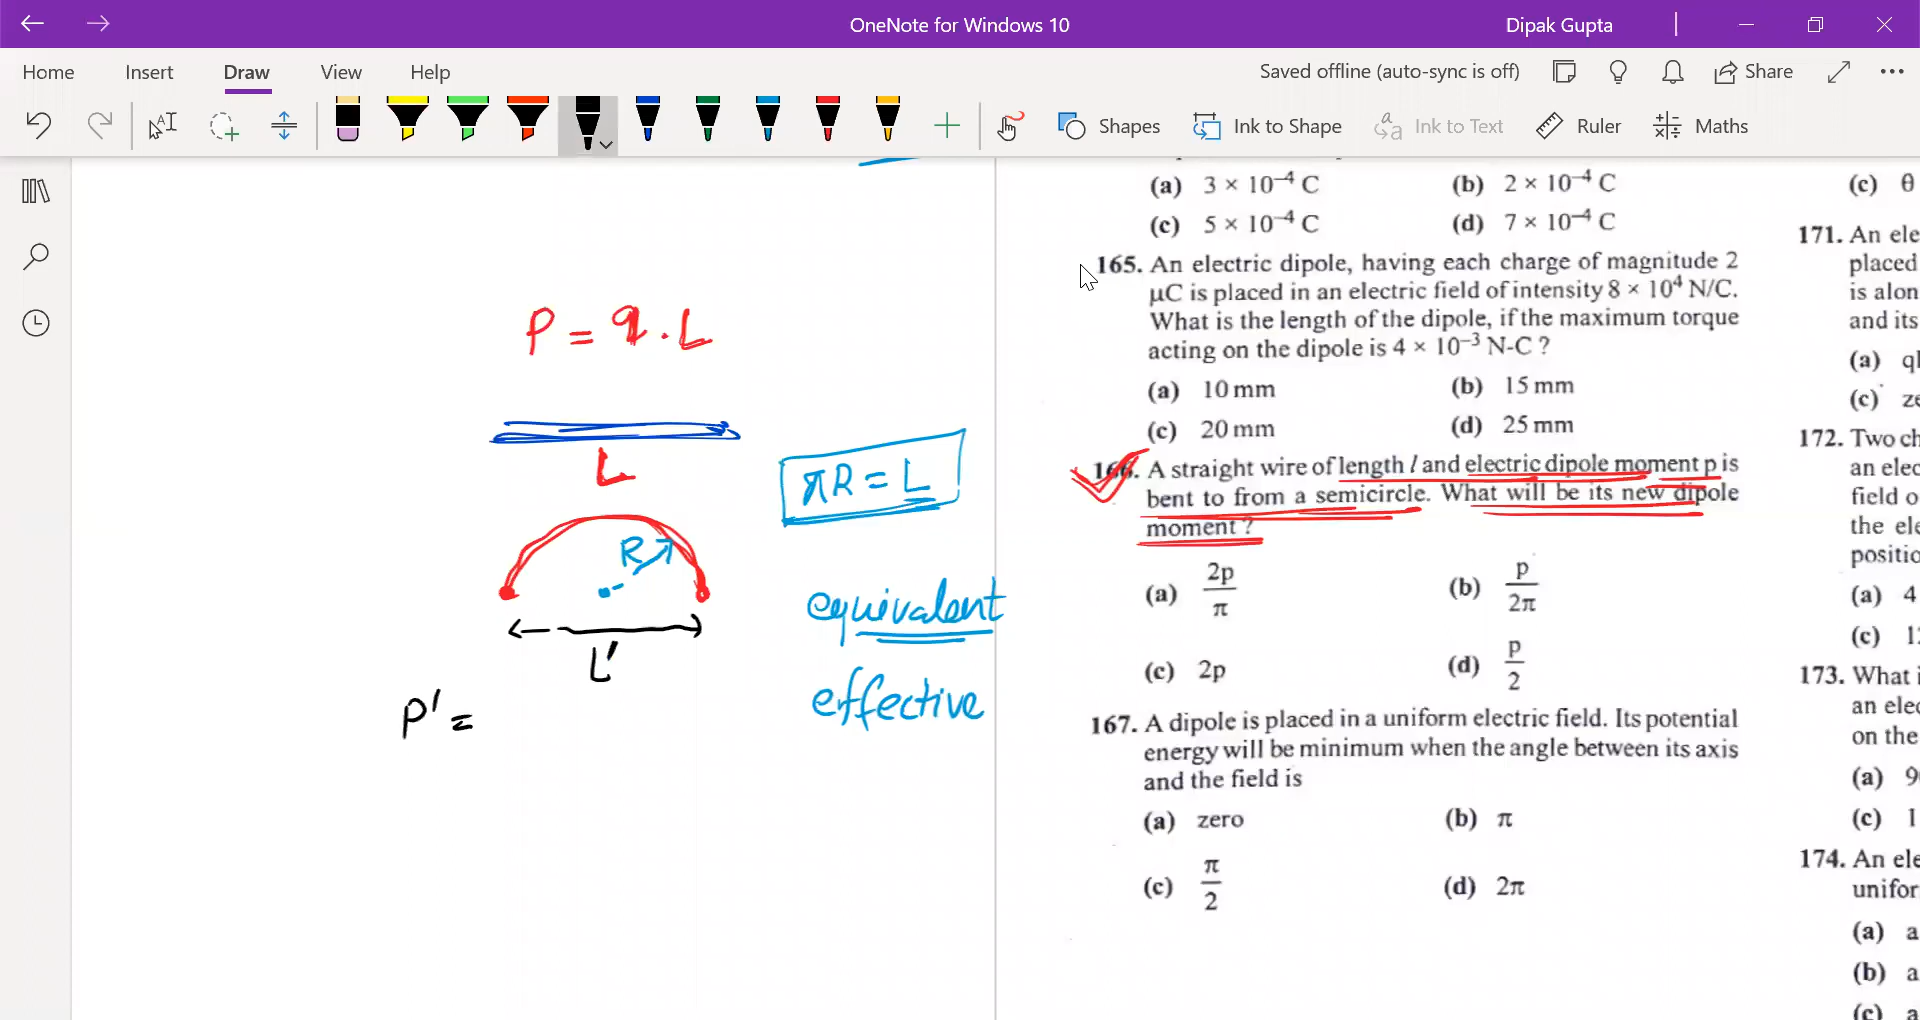 OneNote for Windows 10
Dipak Gupta
Home Insert Draw View Help
Saved offline (auto-sync is off)
Share
Shapes
Ink to Shape
Ink to Text
Ruler
Maths
P = q . L
L
πR = L
R
L'
equivalent
effective
P' =
(a) 3 × 10⁻⁴ C (b) 2 × 10⁻⁴ C
(c) 5 × 10⁻⁴ C (d) 7 × 10⁻⁴ C
165. An electric dipole, having each charge of magnitude 2
μC is placed in an electric field of intensity 8 × 10⁴ N/C.
What is the length of the dipole, if the maximum torque
acting on the dipole is 4 × 10⁻³ N-C ?
(a) 10 mm (b) 15 mm
(c) 20 mm (d) 25 mm
166. A straight wire of length l and electric dipole moment p is
bent to from a semicircle. What will be its new dipole
moment ?
(a) 2p/π (b) p/2π
(c) 2p (d) p/2
167. A dipole is placed in a uniform electric field. Its potential
energy will be minimum when the angle between its axis
and the field is
(a) zero (b) π
(c) π/2 (d) 2π
(c) θ
171. An ele
placed
is alon
and its
(a) ql
(c) ze
172. Two ch
an elec
field o
the ele
positio
(a) 4
(c) 1
173. What i
an elec
on the
(a) 9
(c) 1
174. An ele
unifor
(a) a
(b) a
(c) a